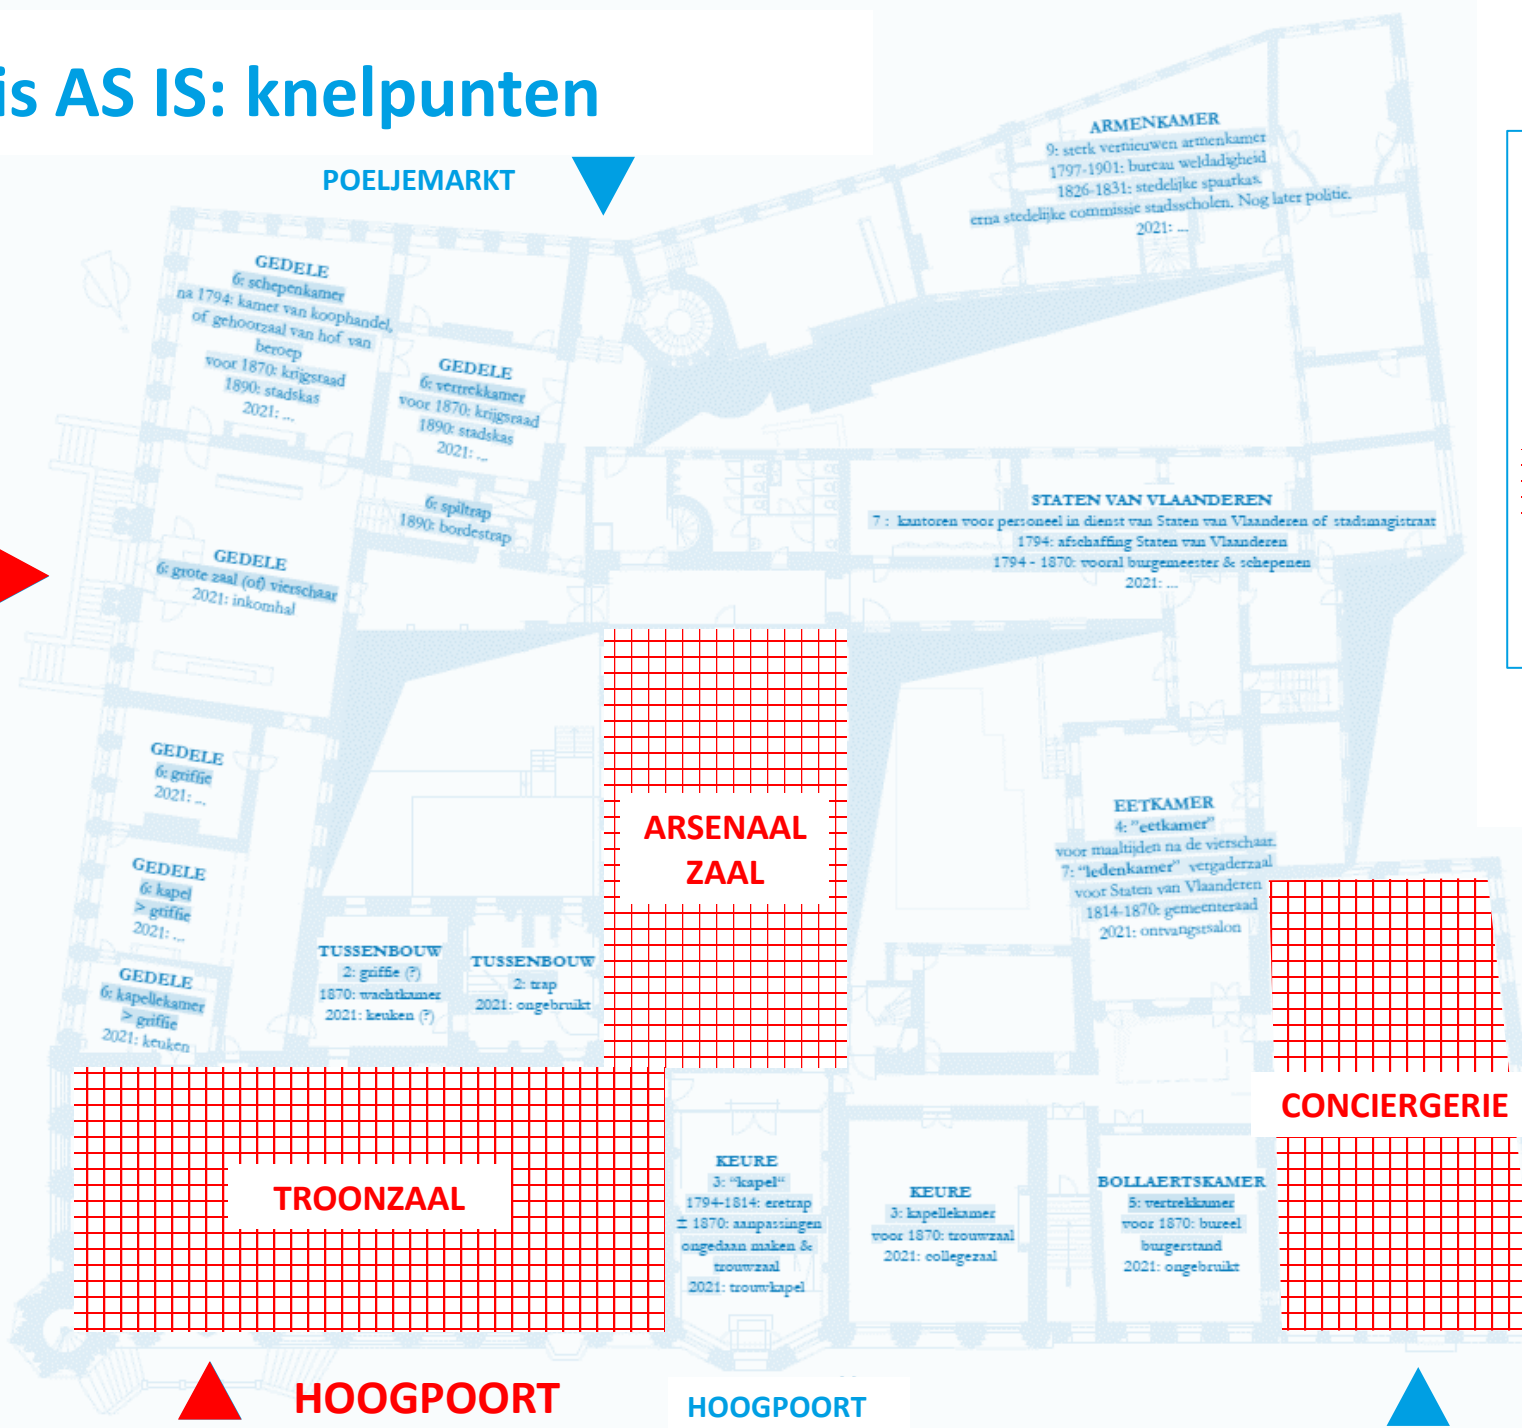 is AS IS: knelpunten
POELJEMARKT
ARMENKAMER
9: sterk vernieuwen armenkamer
1797-1901: bureau weldadigheid
1826-1831: stedelijke spaarkas.
erna stedelijke commissie stadsscholen. Nog later politie.
2021: ...
GEDELE
6: schepenkamer
na 1794: kamer van koophandel,
of gehoorzaal van hof van
beroep
voor 1870: krijgsraad
1890: stadskas
2021: ...
GEDELE
6: vertrekkamer
voor 1870: krijgsraad
1890: stadskas
2021: ...
6: spiltrap
1890: bordestrap
STATEN VAN VLAANDEREN
7 : kantoren voor personeel in dienst van Staten van Vlaanderen of stadsmagistraat
1794: afschaffing Staten van Vlaanderen
1794 - 1870: vooral burgemeester & schepenen
2021: ...
GEDELE
6: grote zaal (of) vierschaar
2021: inkomhal
GEDELE
6: griffie
2021: ...
ARSENAAL
ZAAL
EETKAMER
4: "eetkamer"
voor maaltijden na de vierschaar.
7: "ledenkamer" vergaderzaal
voor Staten van Vlaanderen
1814-1870: gemeenteraad
2021: ontvangstsalon
GEDELE
6: kapel
> griffie
2021: ...
TUSSENBOUW
2: griffie (?)
1870: wachtkamer
2021: keuken (?)
TUSSENBOUW
2: trap
2021: ongebruikt
GEDELE
6: kapellekamer
> griffie
2021: keuken
CONCIERGERIE
TROONZAAL
KEURE
3: "kapel"
1794-1814: eretrap
± 1870: aanpassingen
ongedaan maken &
trouwzaal
2021: trouwkapel
KEURE
3: kapellekamer
voor 1870: trouwzaal
2021: collegezaal
BOLLAERTSKAMER
5: vertrekkamer
voor 1870: bureel
burgerstand
2021: ongebruikt
HOOGPOORT
HOOGPOORT